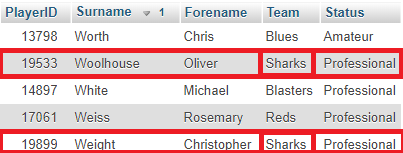 PlayerID Surname 1 Forename Team Status
13798 Worth Chris Blues Amateur
19533 Woolhouse Oliver Sharks Professional
14897 White Michael Blasters Professional
17061 Weiss Rosemary Reds Professional
19899 Weight Christopher Sharks Professional